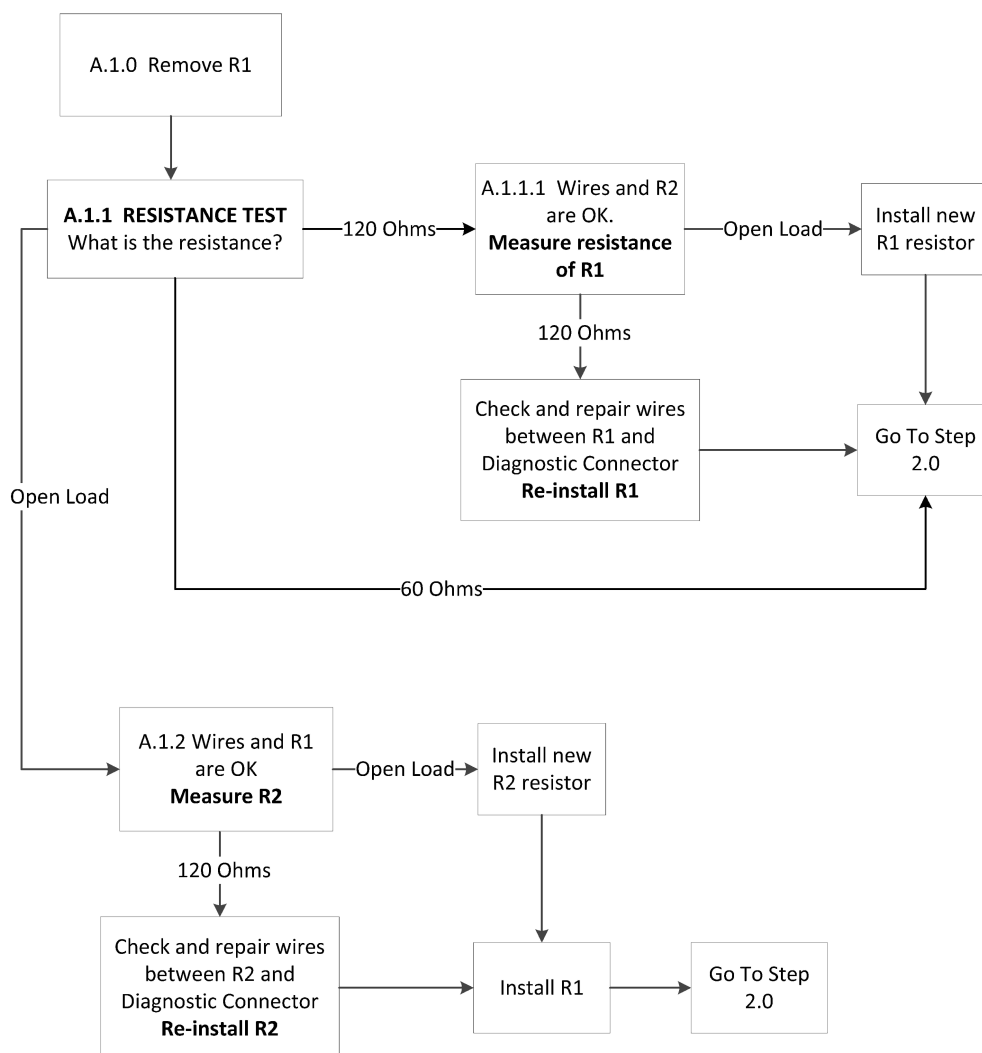 A.1.0  Remove R1
A.1.1  RESISTANCE TEST
What is the resistance?
120 Ohms
A.1.1.1  Wires and R2
are OK.
Measure resistance
of R1
Open Load
Install new
R1 resistor
120 Ohms
Check and repair wires
between R1 and
Diagnostic Connector
Re-install R1
Go To Step
2.0
Open Load
60 Ohms
A.1.2 Wires and R1
are OK
Measure R2
Open Load
Install new
R2 resistor
120 Ohms
Check and repair wires
between R2 and
Diagnostic Connector
Re-install R2
Install R1
Go To Step
2.0